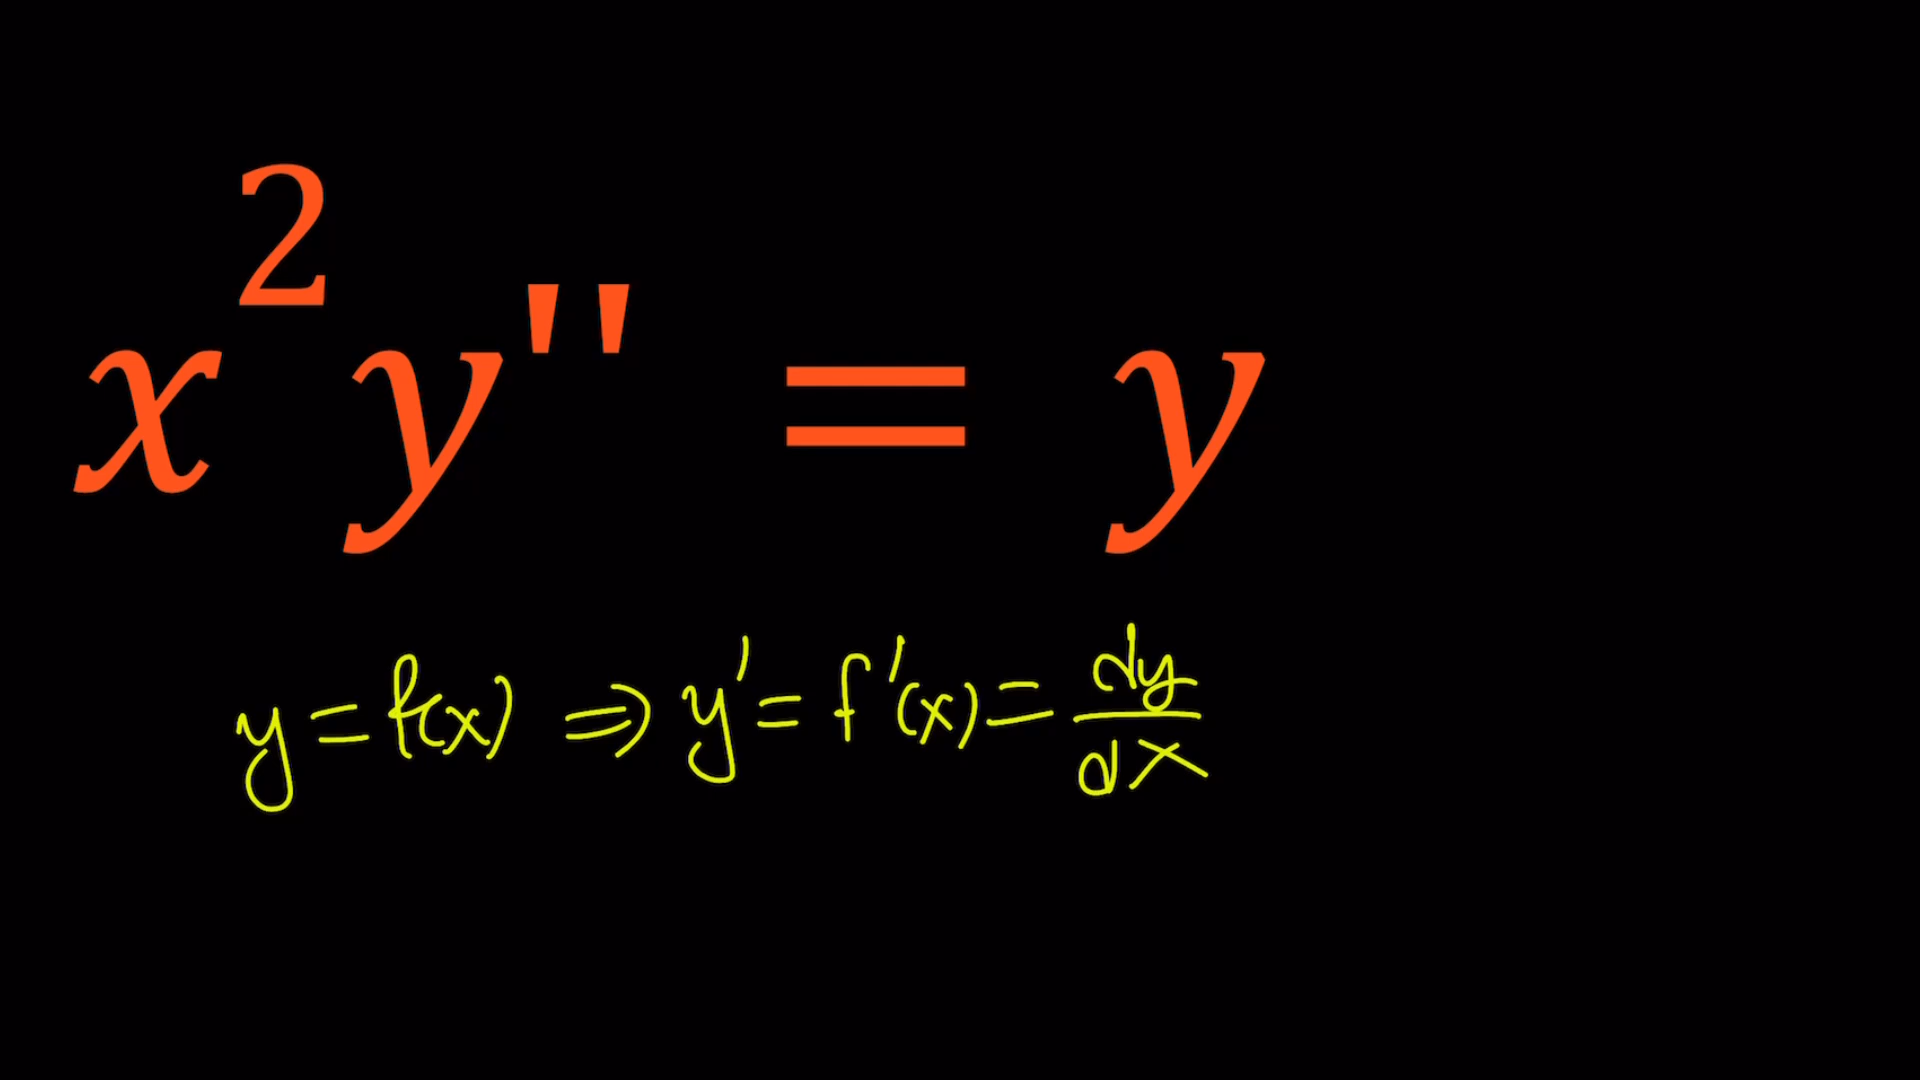 x²y'' = y
y = f(x) ⇒ y' = f'(x) = dy/dx